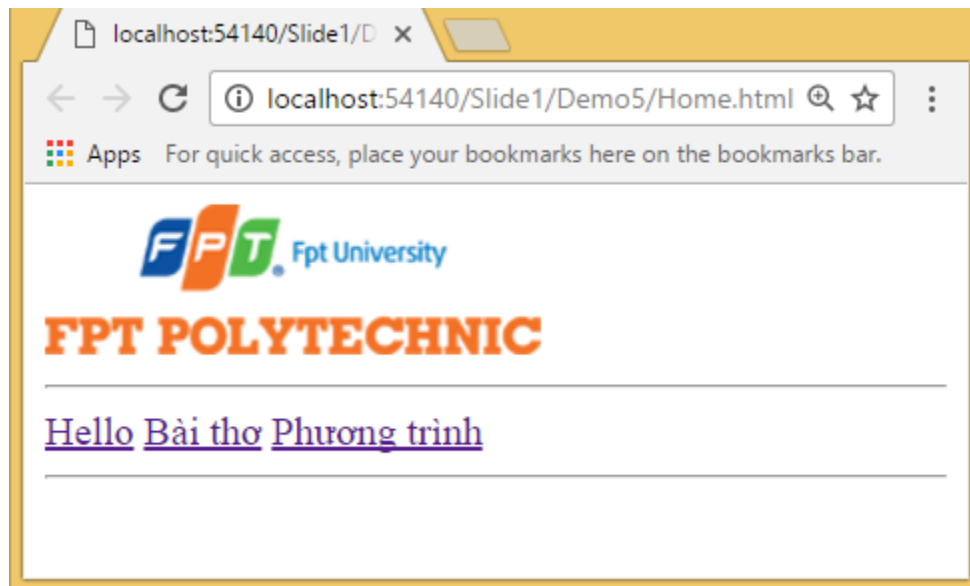 localhost:54140/Slide1/D
localhost:54140/Slide1/Demo5/Home.html
Apps For quick access, place your bookmarks here on the bookmarks bar.
FPT Fpt University
FPT POLYTECHNIC
Hello Bài thơ Phương trình